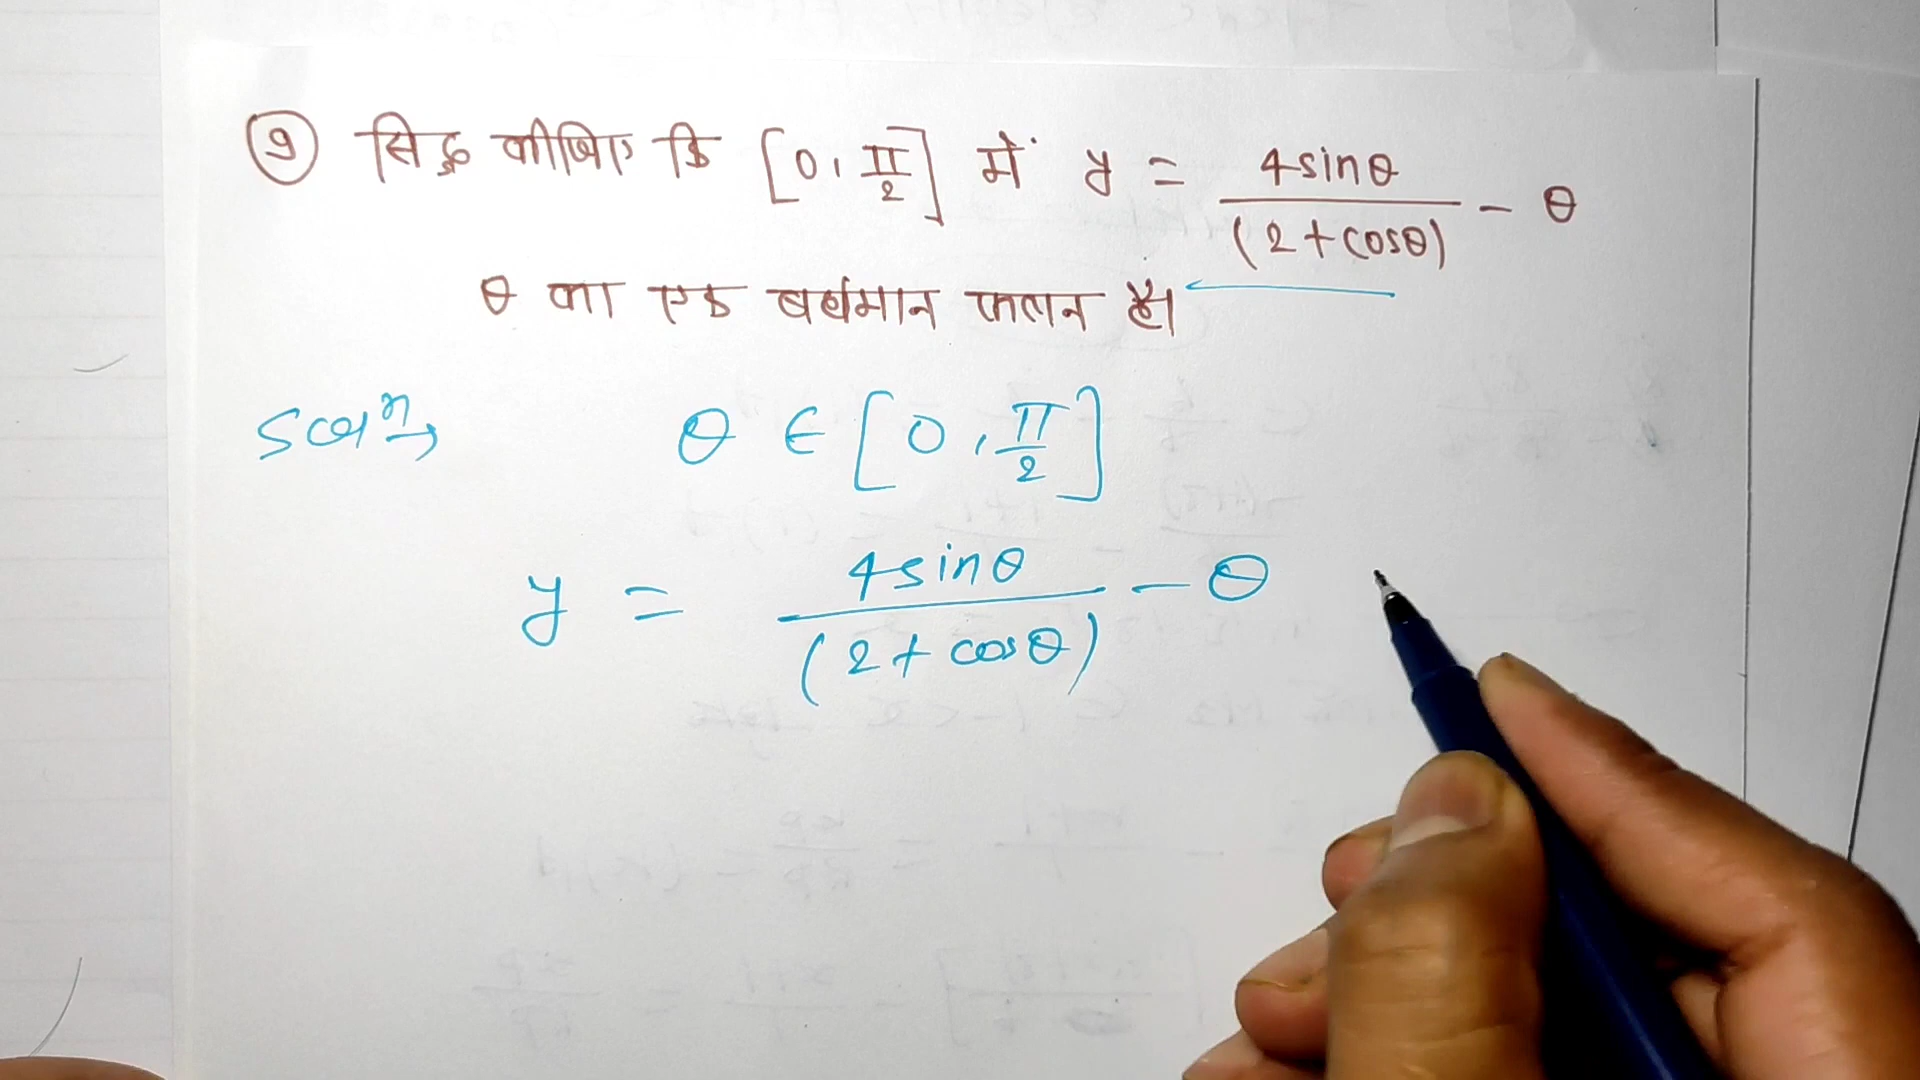 9 सिद्ध कीजिए कि [0, π/2] में y = 4sinθ/(2+cosθ) - θ
θ का एक वर्धमान फलन है।
Solⁿ→ θ ∈ [0, π/2]
y = 4sinθ/(2+cosθ) - θ